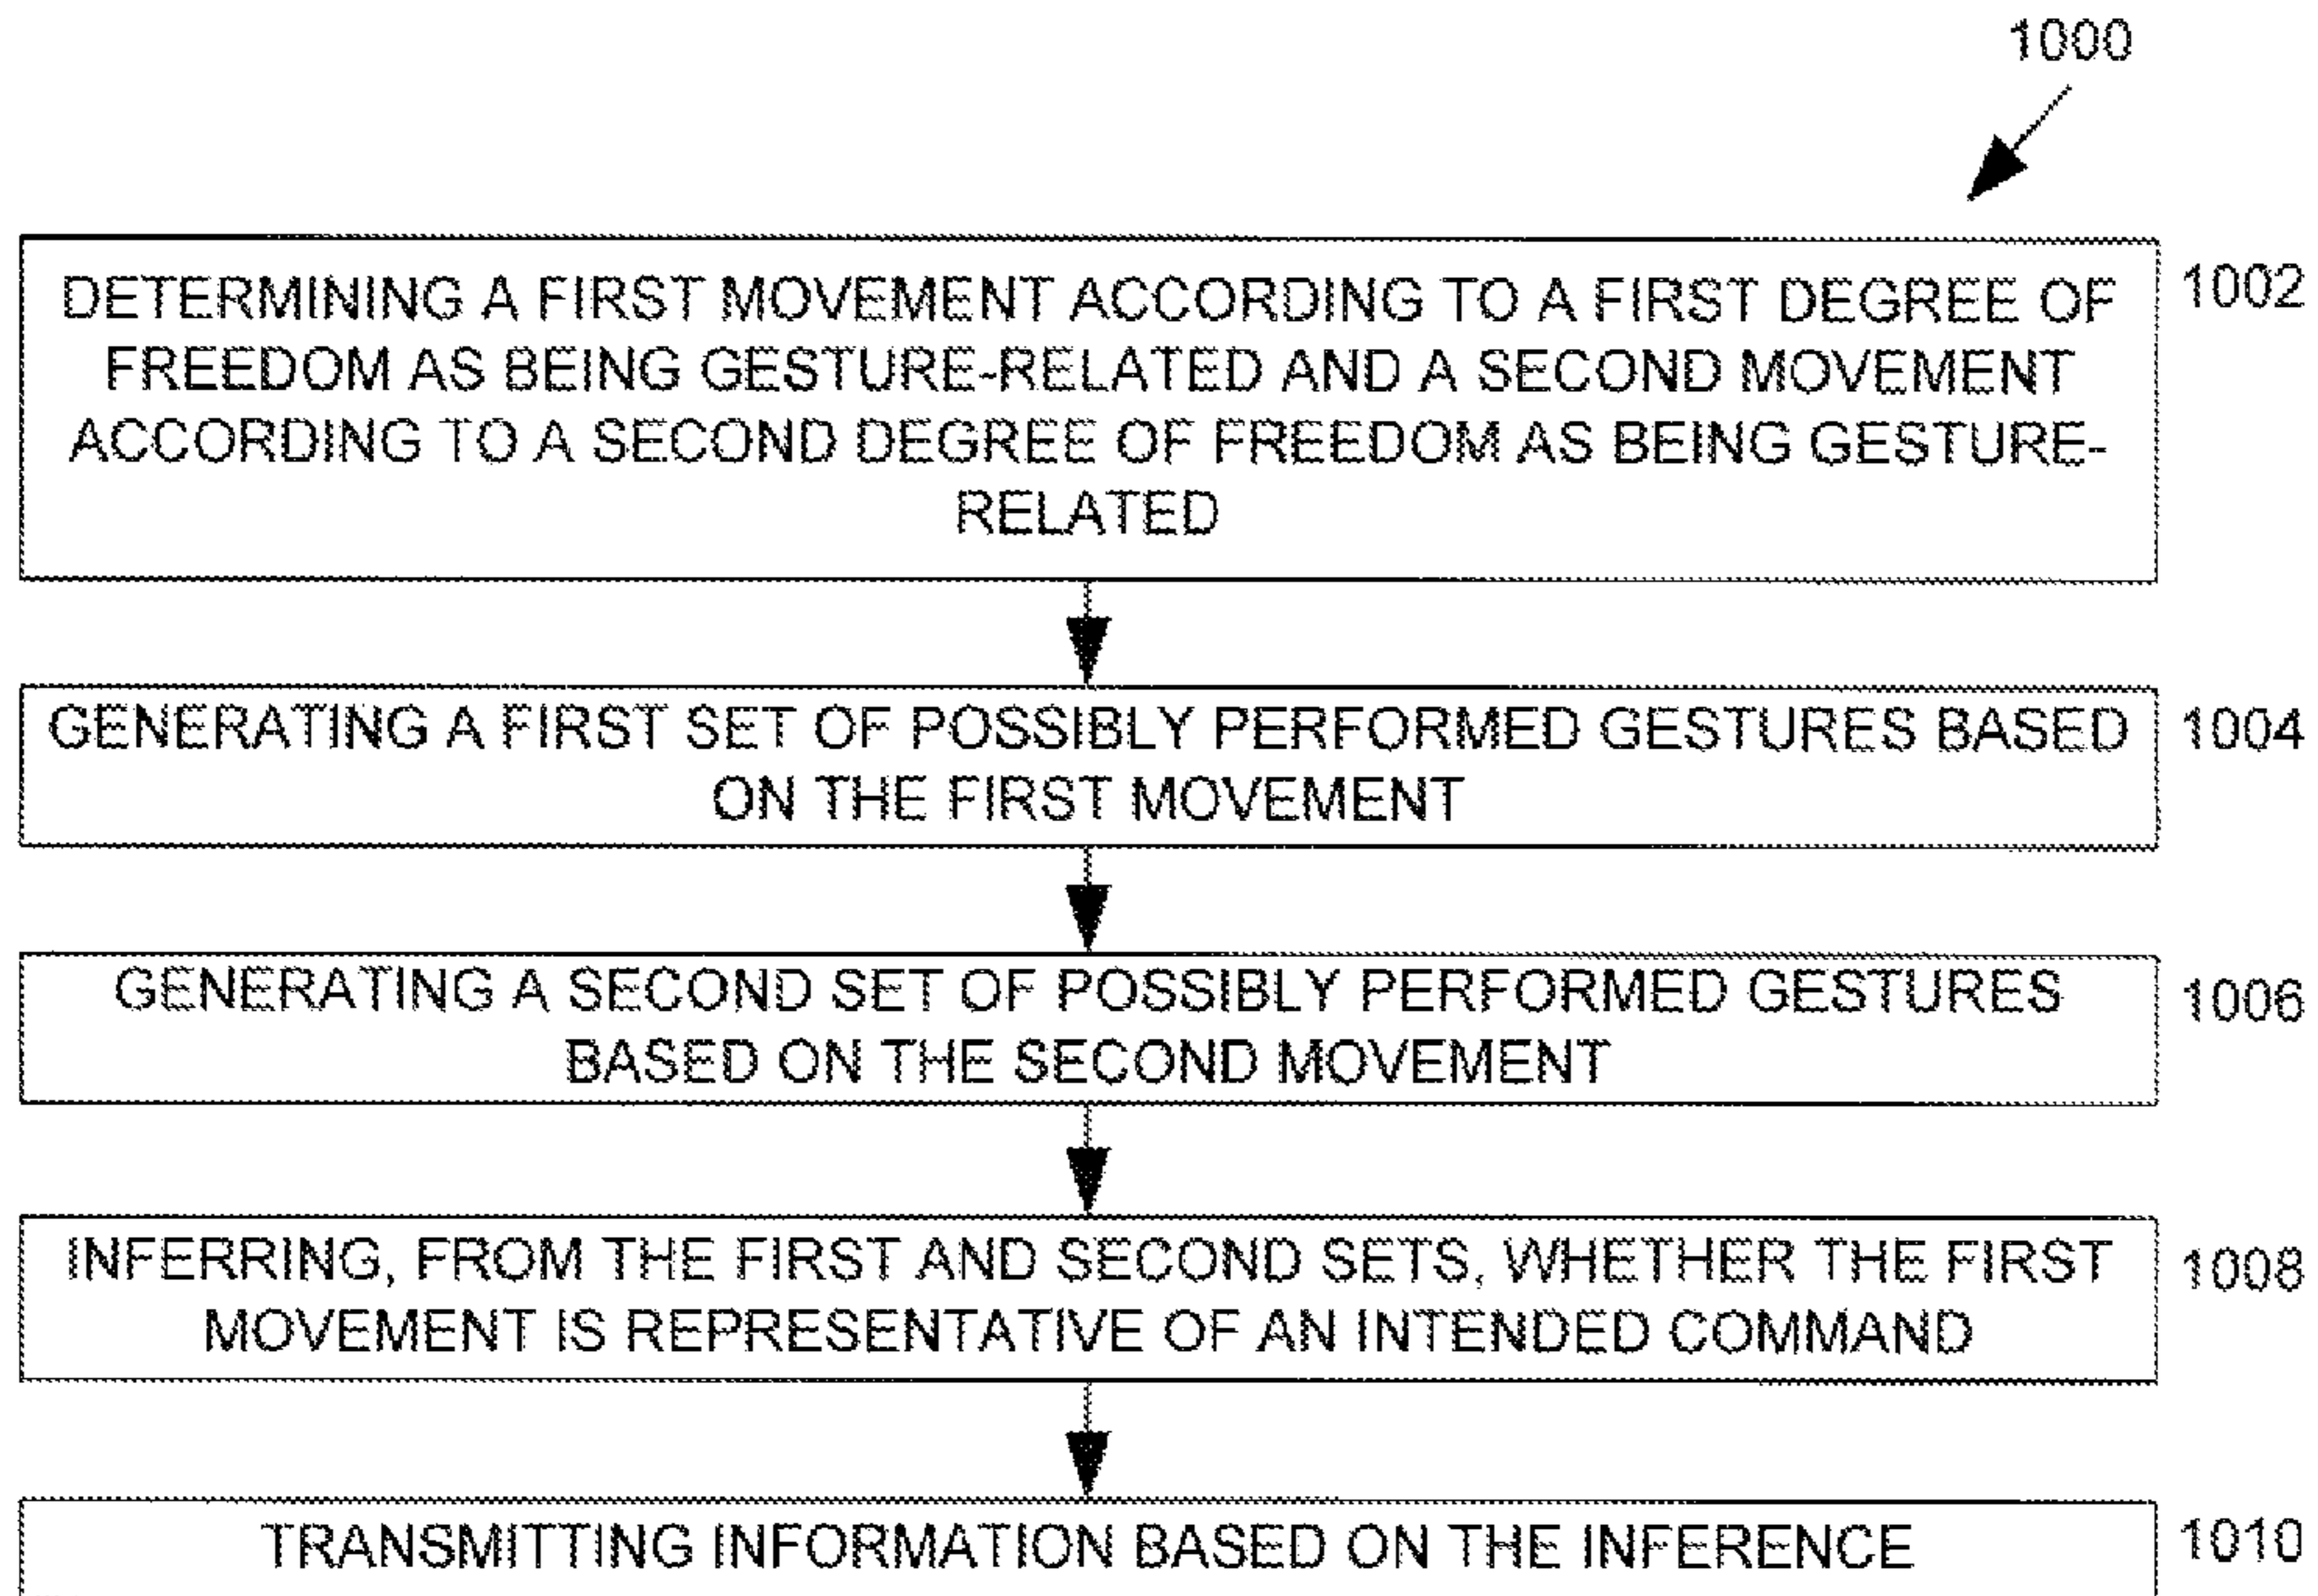 1000
DETERMINING A FIRST MOVEMENT ACCORDING TO A FIRST DEGREE OF
1002
FREEDOM AS BEING GESTURE-RELATED AND A SECOND MOVEMENT
ACCORDING TO A SECOND DEGREE OF FREEDOM AS BEING GESTURE-
RELATED
GENERATING A FIRST SET OF POSSIBLY PERFORMED GESTURES BASED
1004
ON THE FIRST MOVEMENT
GENERATING A SECOND SET OF POSSIBLY PERFORMED GESTURES
1006
BASED ON THE SECOND MOVEMENT
INFERRING, FROM THE FIRST AND SECOND SETS, WHETHER THE FIRST
1008
MOVEMENT IS REPRESENTATIVE OF AN INTENDED COMMAND
TRANSMITTING INFORMATION BASED ON THE INFERENCE
1010